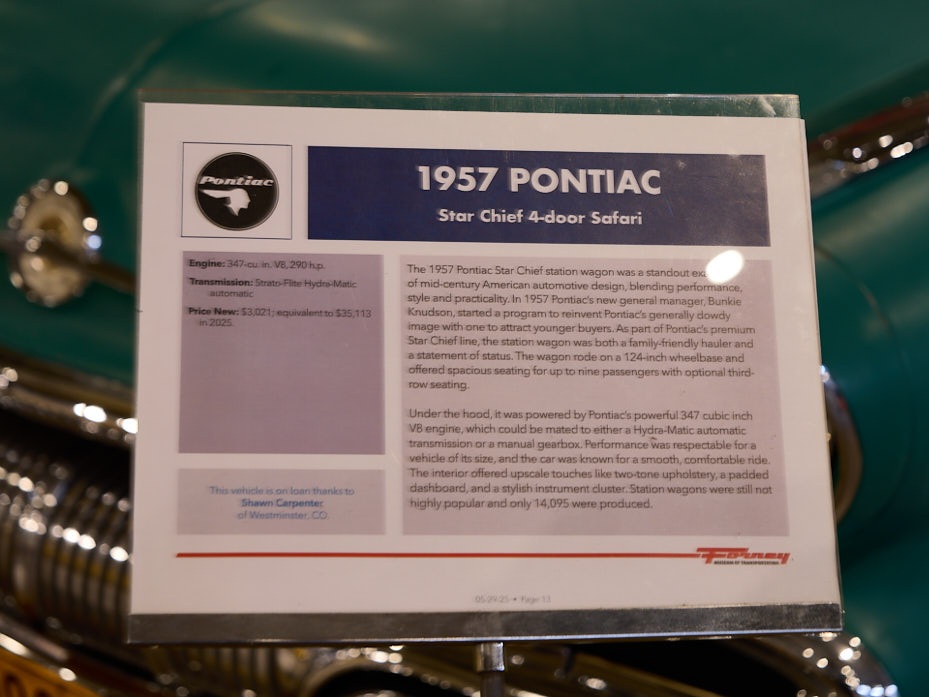 Pontiac
1957 PONTIAC
Star Chief 4-door Safari
Engine: 347-cu. in. V8, 290 h.p.
Transmission: Strato-Flite Hydra-Matic
automatic
Price New: $3,021; equivalent to $35,113
in 2025.
This vehicle is on loan thanks to
Shawn Carpenter
of Westminster, CO.
The 1957 Pontiac Star Chief station wagon was a standout
of mid-century American automotive design, blending performance,
style and practicality. In 1957 Pontiac's new general manager, Bunkie
Knudson, started a program to reinvent Pontiac's generally dowdy
image with one to attract younger buyers. As part of Pontiac's premium
Star Chief line, the station wagon was both a family-friendly hauler and
a statement of status. The wagon rode on a 124-inch wheelbase and
offered spacious seating for up to nine passengers with optional third-
row seating.
Under the hood, it was powered by Pontiac's powerful 347 cubic inch
V8 engine, which could be mated to either a Hydra-Matic automatic
transmission or a manual gearbox. Performance was respectable for a
vehicle of its size, and the car was known for a smooth, comfortable ride.
The interior offered upscale touches like two-tone upholstery, a padded
dashboard, and a stylish instrument cluster. Station wagons were still not
highly popular and only 14,095 were produced.
Forney
MUSEUM OF TRANSPORTATION
05-29-25 • Page 13